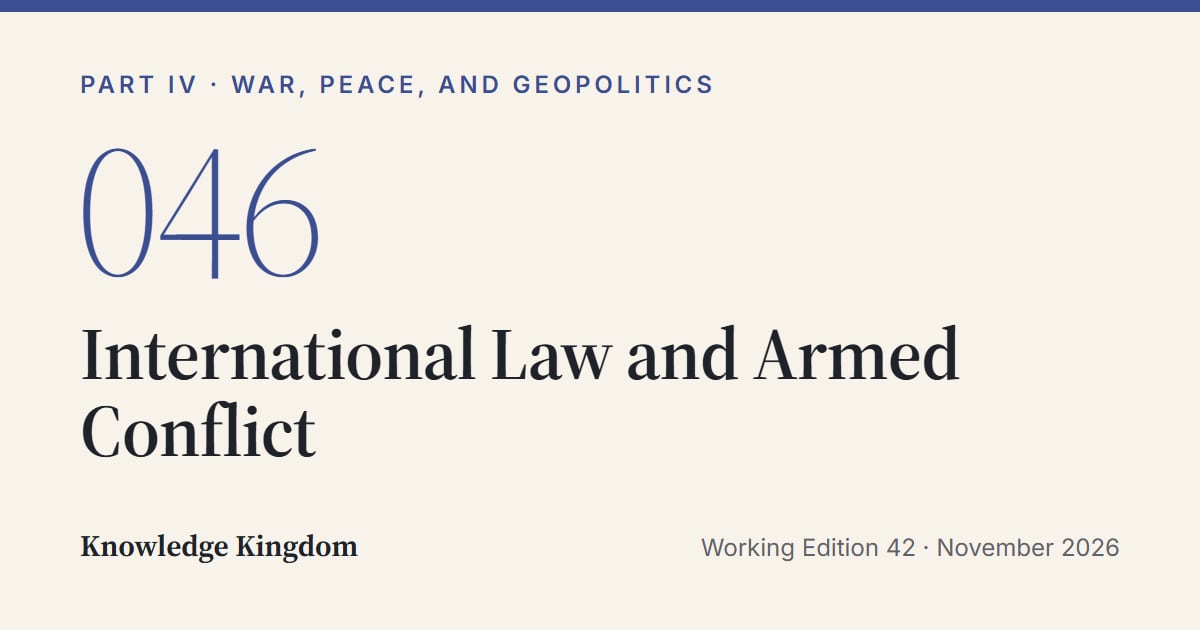 PART IV · WAR, PEACE, AND GEOPOLITICS
046
International Law and Armed
Conflict
Knowledge Kingdom
Working Edition 42 · November 2026